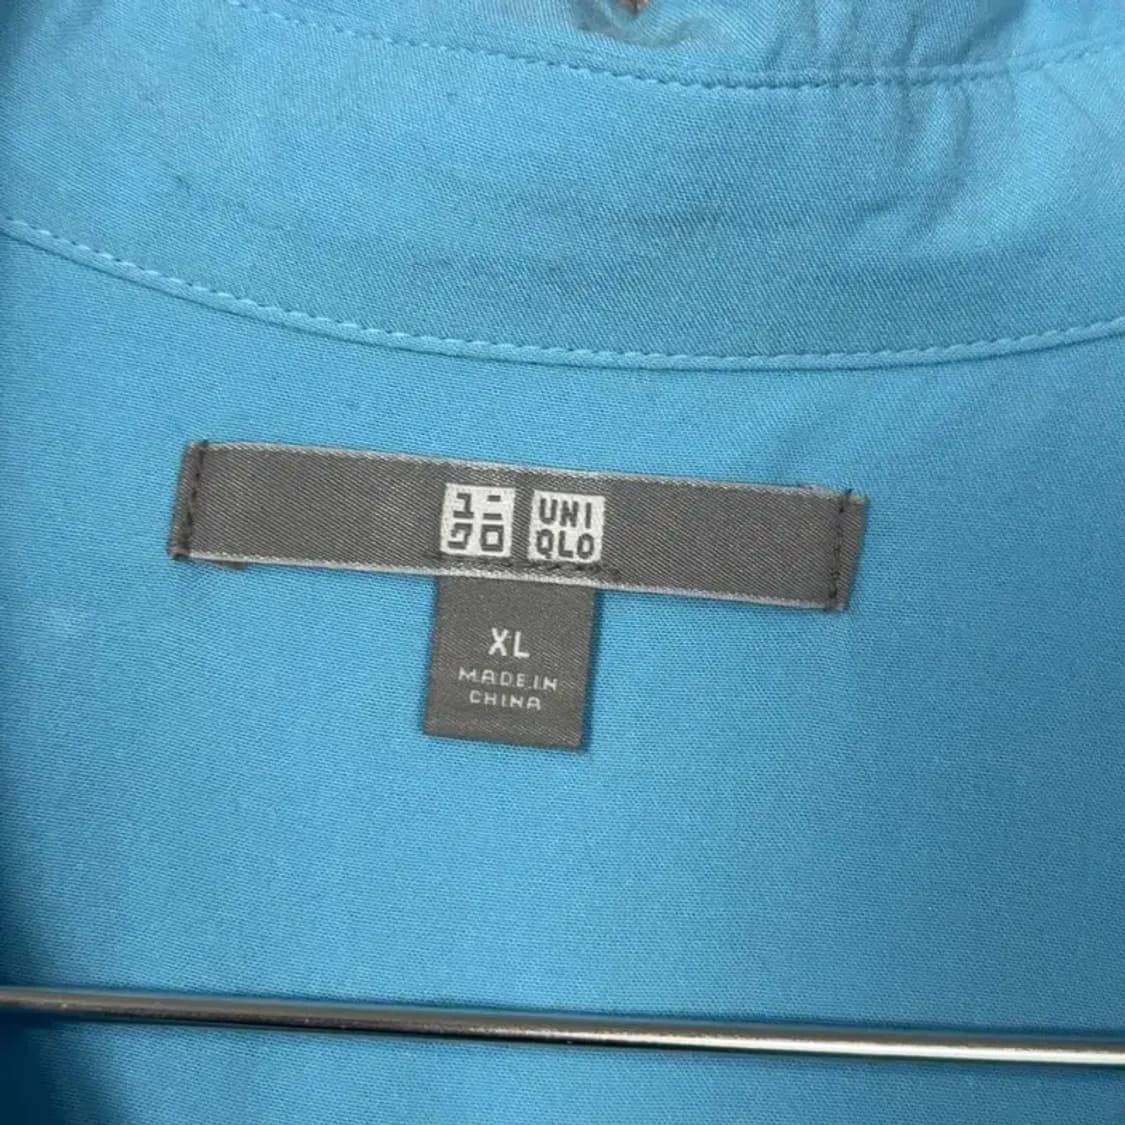 ユニ UNI
クロ QLO
XL
MADE IN
CHINA